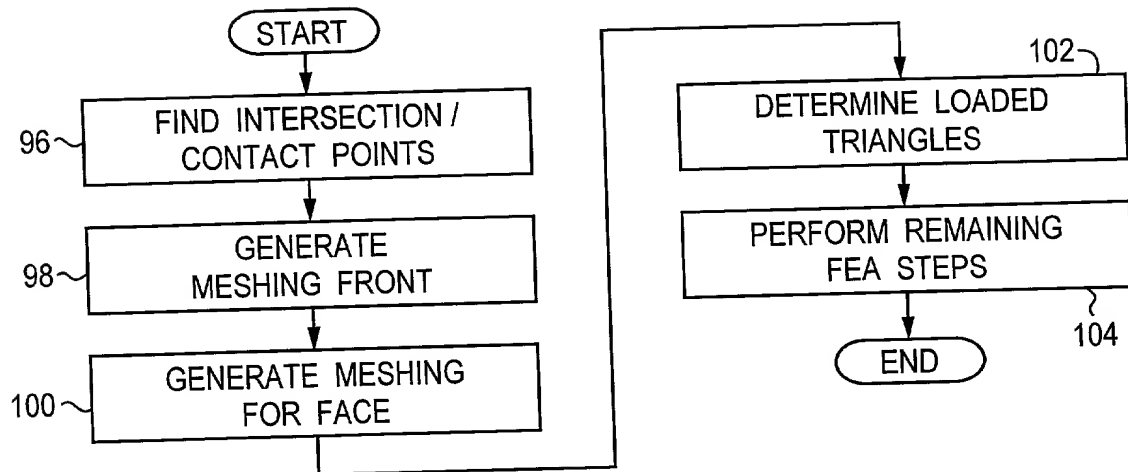 START
96
FIND INTERSECTION /
CONTACT POINTS
98
GENERATE
MESHING FRONT
100
GENERATE MESHING
FOR FACE
102
DETERMINE LOADED
TRIANGLES
PERFORM REMAINING
FEA STEPS
104
END